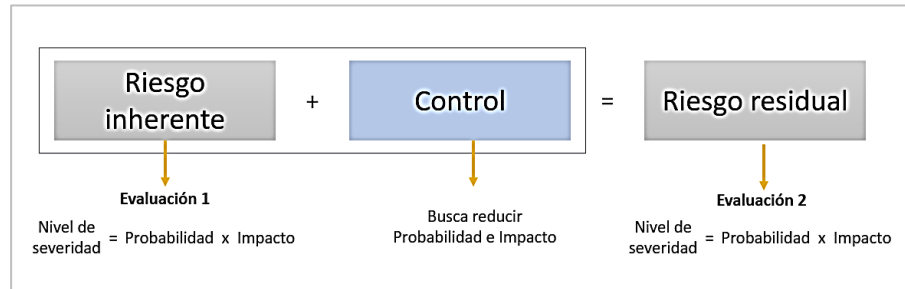 Riesgo
inherente
+
Control
=
Riesgo residual
Evaluación 1
Nivel de
severidad = Probabilidad x Impacto
Busca reducir
Probabilidad e Impacto
Evaluación 2
Nivel de
severidad = Probabilidad x Impacto